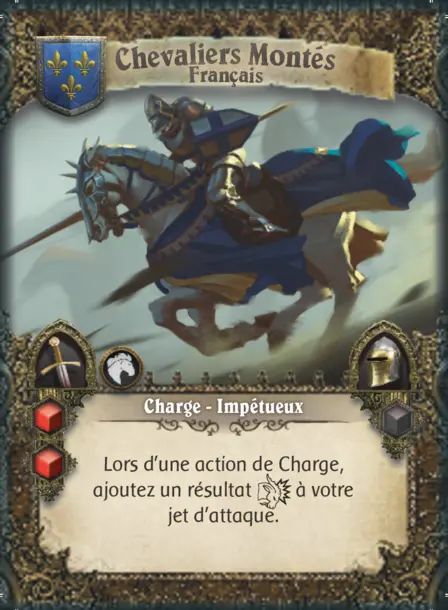 Chevaliers Montés
Français
Charge - Impétueux
Lors d'une action de Charge,
ajoutez un résultat à votre
jet d'attaque.